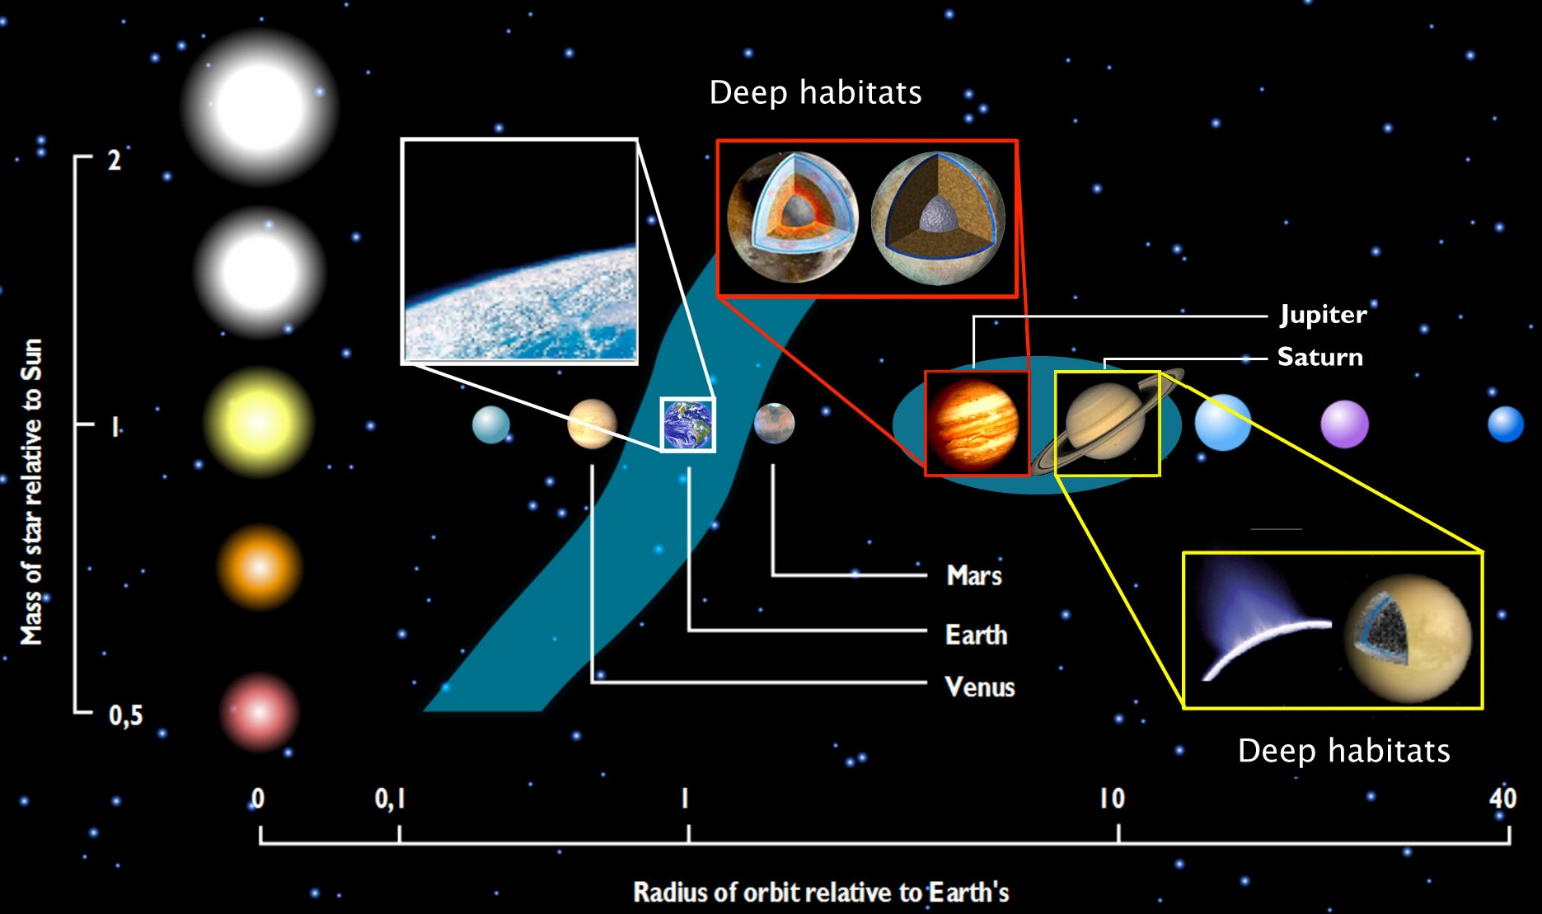 Deep habitats
2
Jupiter
Saturn
Mass of star relative to Sun
1
Mars
Earth
Venus
0,5
Deep habitats
0
0,1
1
10
40
Radius of orbit relative to Earth's